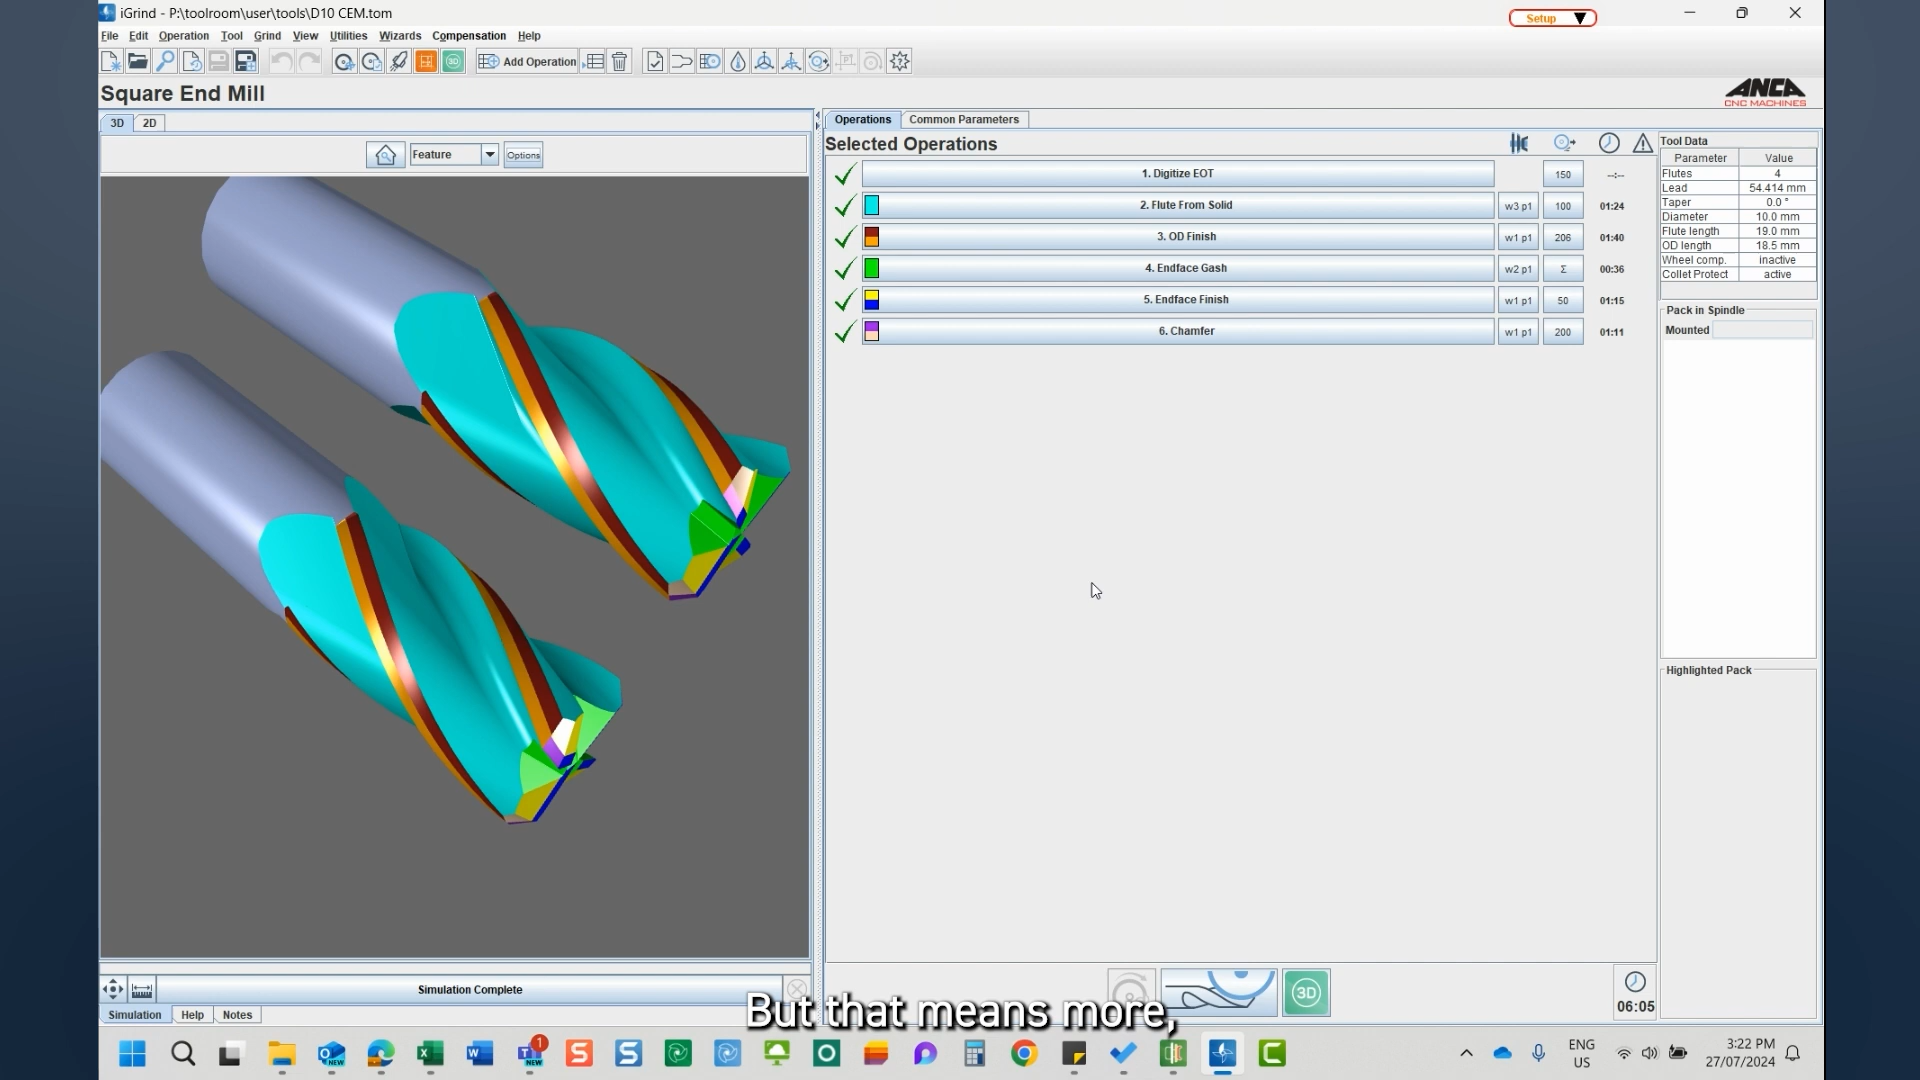 iGrind - P:\toolroom\user\tools\D10 CEM.tom
Setup
File Edit Operation Tool Grind View Utilities Wizards Compensation Help
Add Operation
Square End Mill
ANCA
CNC MACHINES
3D 2D
Feature
Options
Operations Common Parameters
Selected Operations
1. Digitize EOT 150 --:--
2. Flute From Solid w3 p1 100 01:24
3. OD Finish w1 p1 206 01:40
4. Endface Gash w2 p1 Σ 00:36
5. Endface Finish w1 p1 50 01:15
6. Chamfer w1 p1 200 01:11
Tool Data
Parameter Value
Flutes 4
Lead 54.414 mm
Taper 0.0 °
Diameter 10.0 mm
Flute length 19.0 mm
OD length 18.5 mm
Wheel comp. inactive
Collet Protect active
Pack in Spindle
Mounted
Highlighted Pack
Simulation Complete
3D
06:05
Simulation Help Notes
But that means more,
NEW
NEW
1
ENG
US
3:22 PM
27/07/2024